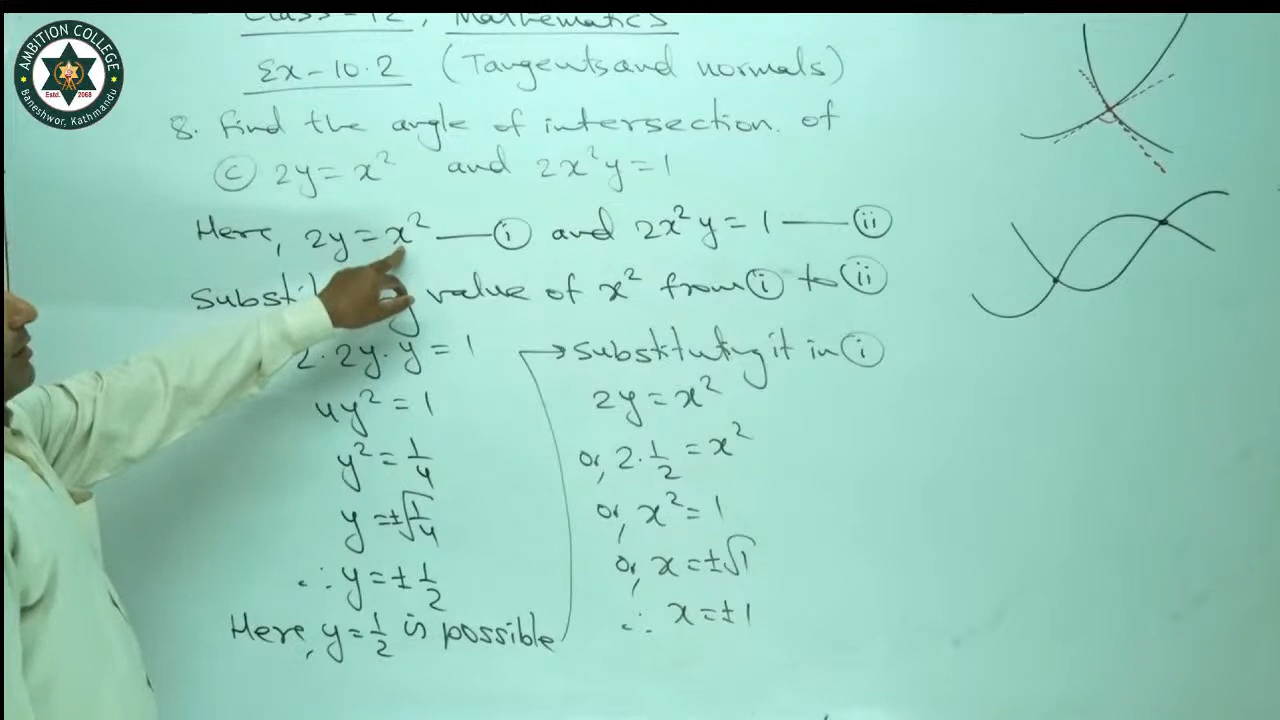 AMBITION COLLEGE
Estd. 2068
Baneshwor, Kathmandu
Class-12, Mathematics
Ex-10.2 (Tangents and normals)
8. Find the angle of intersection of
(c) 2y = x² and 2x²y = 1
Here, 2y = x² —— (i) and 2x²y = 1 —— (ii)
value of x² from (i) to (ii)
2·2y·y = 1
4y² = 1
y² = 1/4
y = ±√1/4
∴ y = ± 1/2
Here, y = 1/2 is possible
→ Substituting it in (i)
2y = x²
or, 2·1/2 = x²
or, x² = 1
or, x = ±√1
∴ x = ±1